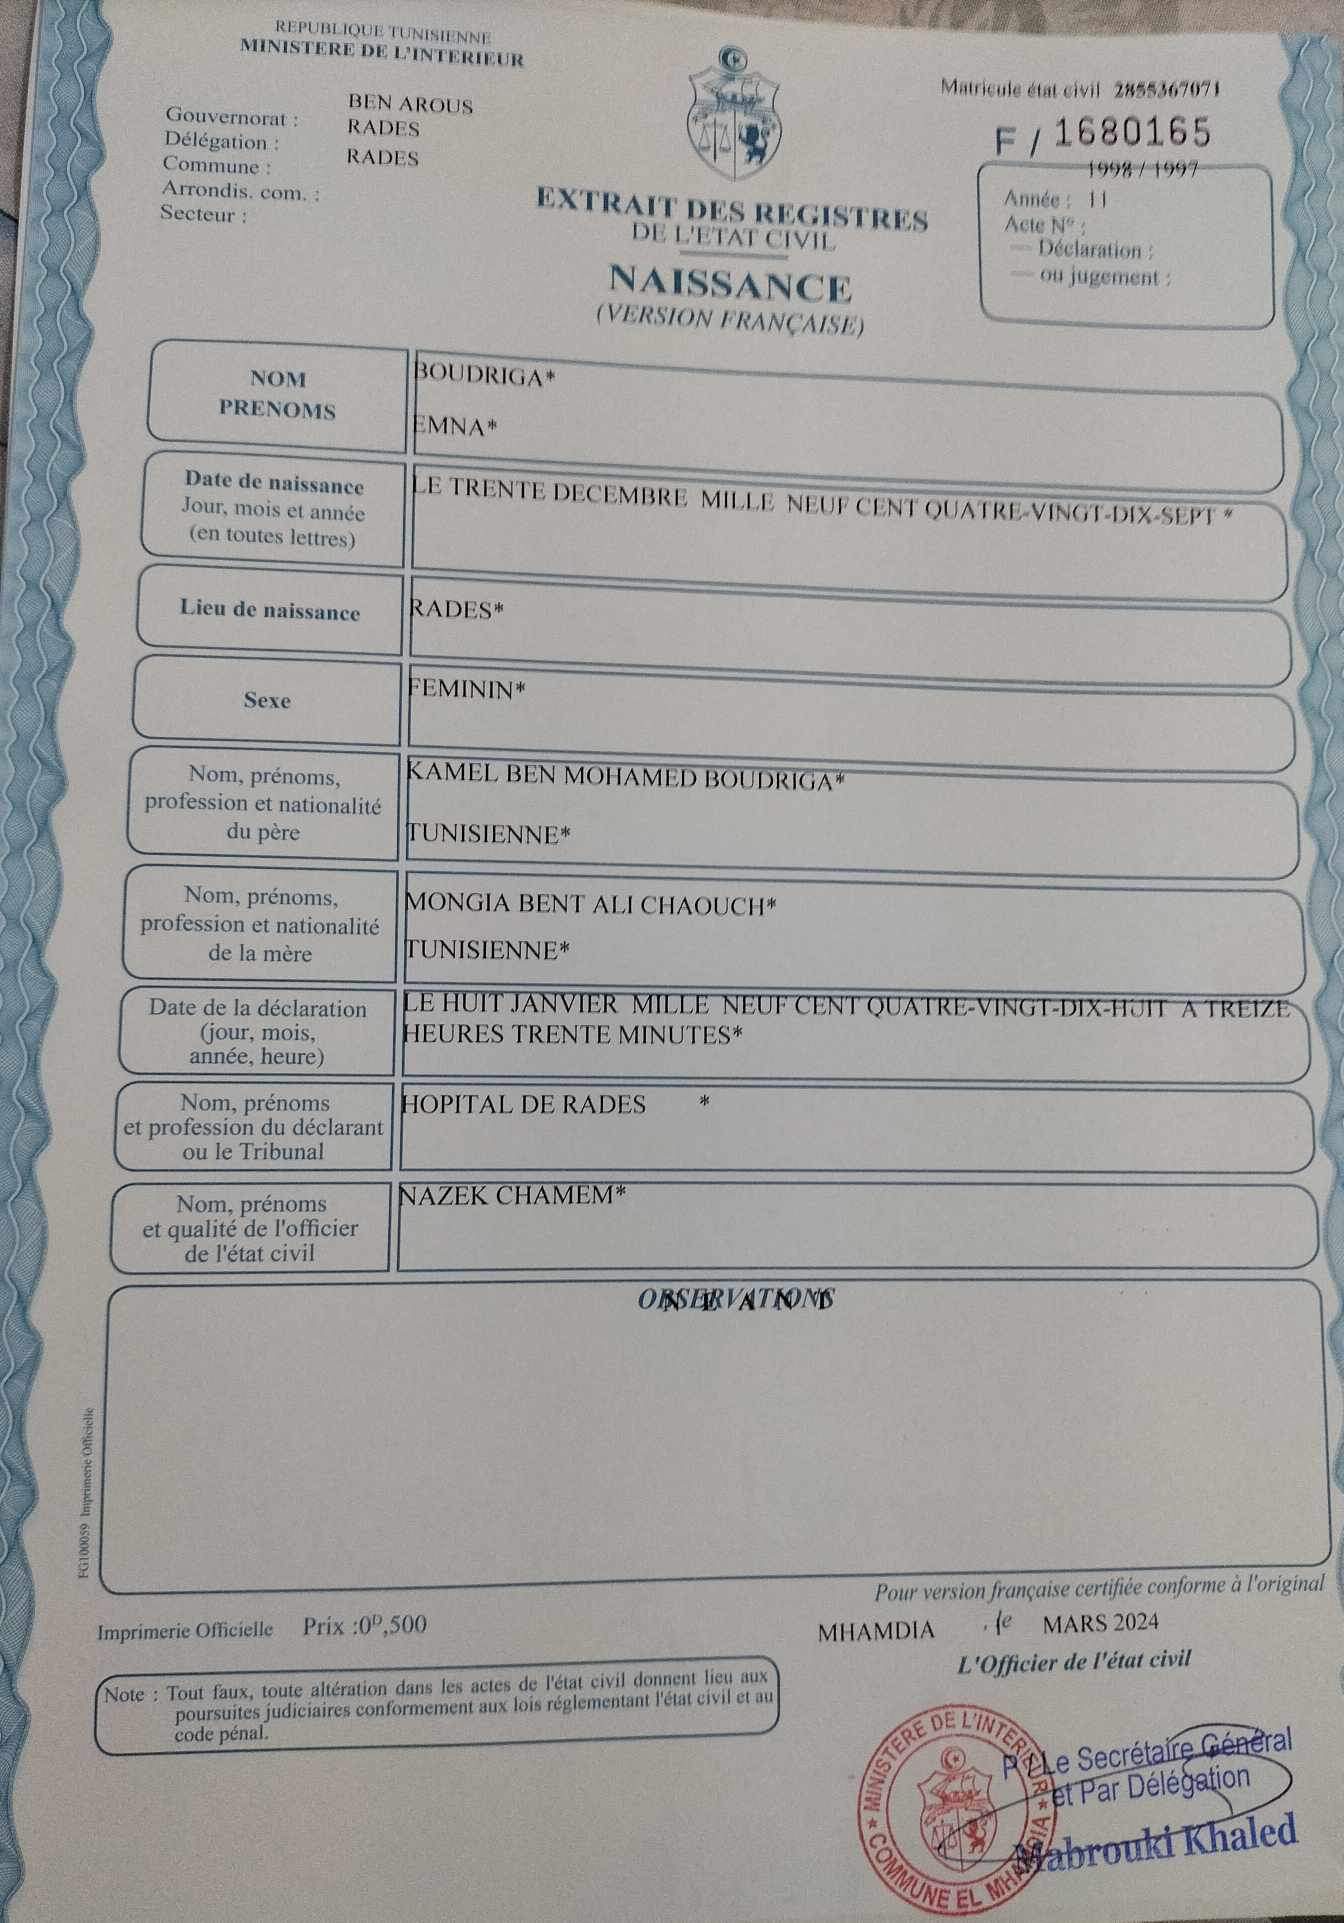 REPUBLIQUE TUNISIENNE
MINISTERE DE L'INTERIEUR
Gouvernorat : BEN AROUS
Délégation : RADES
Commune : RADES
Arrondis. com. :
Secteur :
Matricule état civil 2855367071
F / 1680165
1998 / 1997
Année : 11
Acte N° :
— Déclaration :
— ou jugement :
EXTRAIT DES REGISTRES
DE L'ETAT CIVIL
NAISSANCE
(VERSION FRANÇAISE)
NOM
PRENOMS
BOUDRIGA*
EMNA*
Date de naissance
Jour, mois et année
(en toutes lettres)
LE TRENTE DECEMBRE MILLE NEUF CENT QUATRE-VINGT-DIX-SEPT *
Lieu de naissance
RADES*
Sexe
FEMININ*
Nom, prénoms,
profession et nationalité
du père
KAMEL BEN MOHAMED BOUDRIGA*
TUNISIENNE*
Nom, prénoms,
profession et nationalité
de la mère
MONGIA BENT ALI CHAOUCH*
TUNISIENNE*
Date de la déclaration
(jour, mois,
année, heure)
LE HUIT JANVIER MILLE NEUF CENT QUATRE-VINGT-DIX-HUIT A TREIZE
HEURES TRENTE MINUTES*
Nom, prénoms
et profession du déclarant
ou le Tribunal
HOPITAL DE RADES *
Nom, prénoms
et qualité de l'officier
de l'état civil
NAZEK CHAMEM*
OBSERVATIONS
N E A N T
FG100059 Imprimerie Officielle
Pour version française certifiée conforme à l'original
Imprimerie Officielle Prix :0D,500
MHAMDIA , le MARS 2024
L'Officier de l'état civil
Note : Tout faux, toute altération dans les actes de l'état civil donnent lieu aux
poursuites judiciaires conformement aux lois réglementant l'état civil et au
code pénal.
* MINISTERE DE L'INTERIEUR *
COMMUNE EL MHAMDIA
P / Le Secrétaire Général
et Par Délégation
Mabrouki Khaled